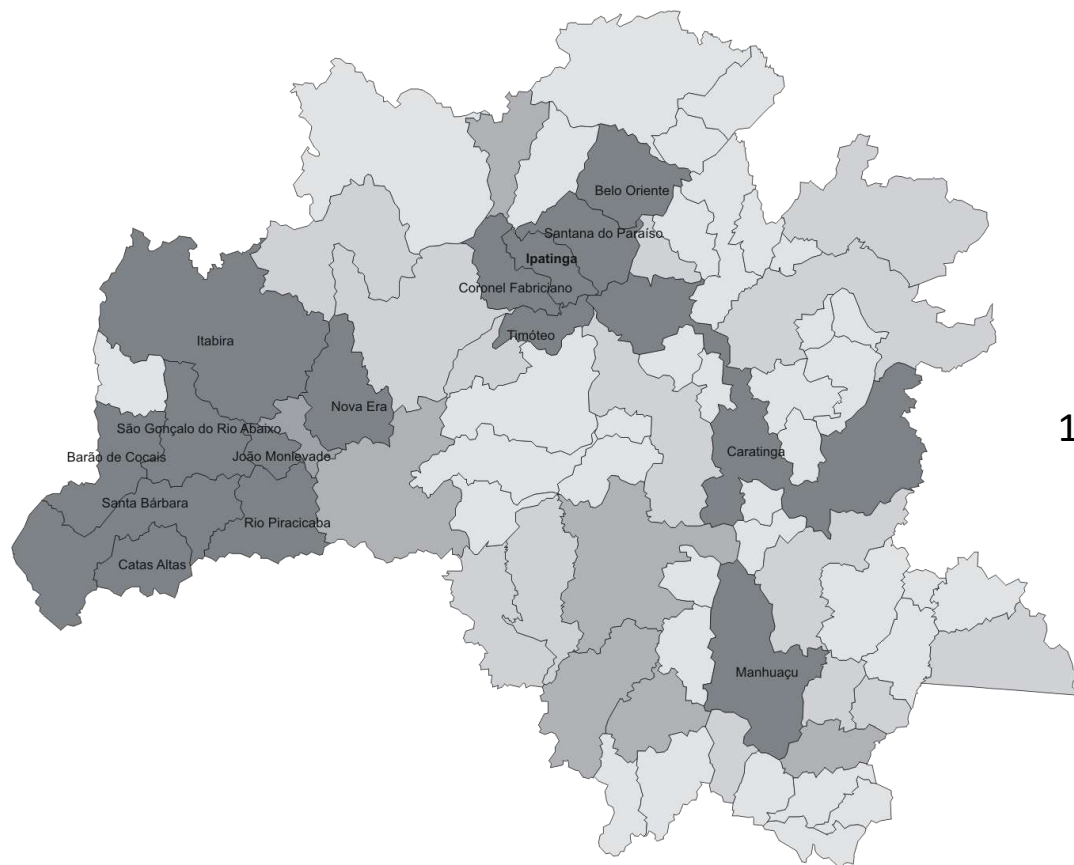 Belo Oriente
Santana do Paraíso
Ipatinga
Coronel Fabriciano
Timóteo
Itabira
Nova Era
São Gonçalo do Rio Abaixo
Barão de Cocais
João Monlevade
Caratinga
1
Santa Bárbara
Rio Piracicaba
Catas Altas
Manhuaçu